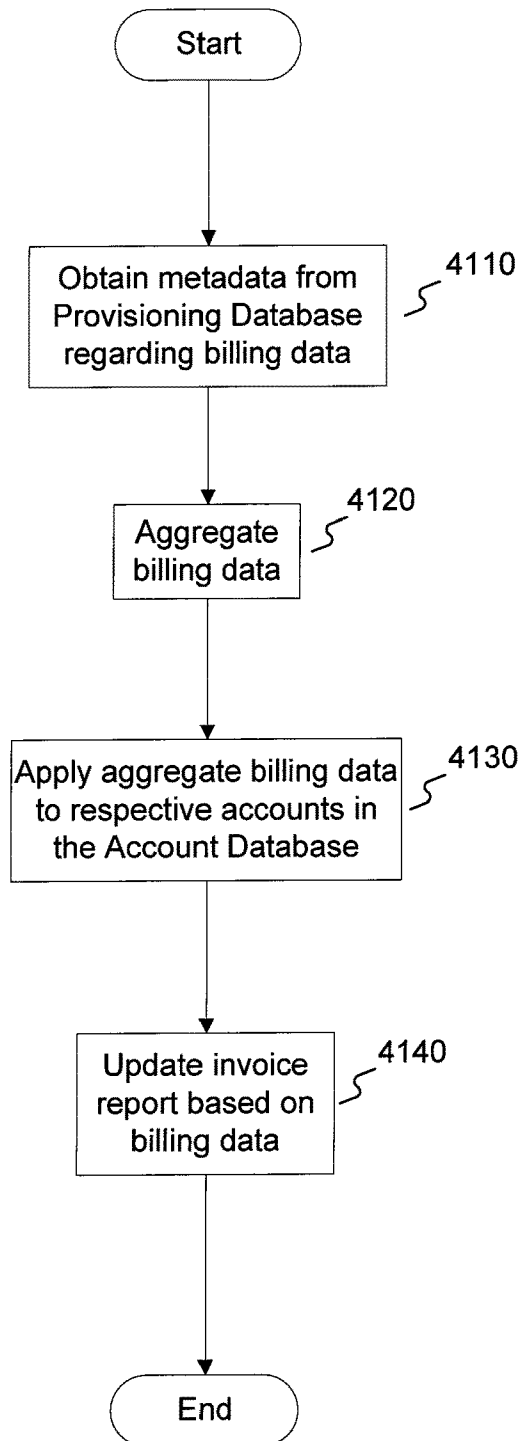 Start
Obtain metadata from
Provisioning Database
regarding billing data
4110
Aggregate
billing data
4120
Apply aggregate billing data
to respective accounts in
the Account Database
4130
Update invoice
report based on
billing data
4140
End